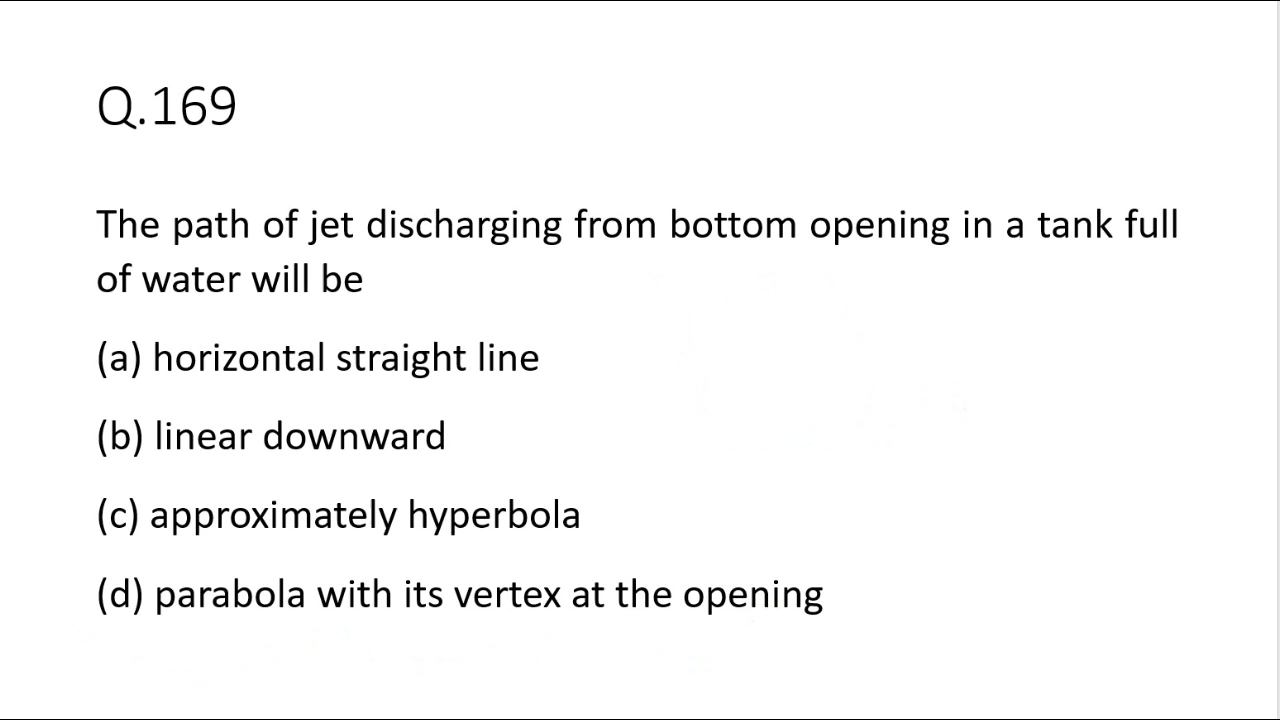 Q.169
The path of jet discharging from bottom opening in a tank full
of water will be
(a) horizontal straight line
(b) linear downward
(c) approximately hyperbola
(d) parabola with its vertex at the opening